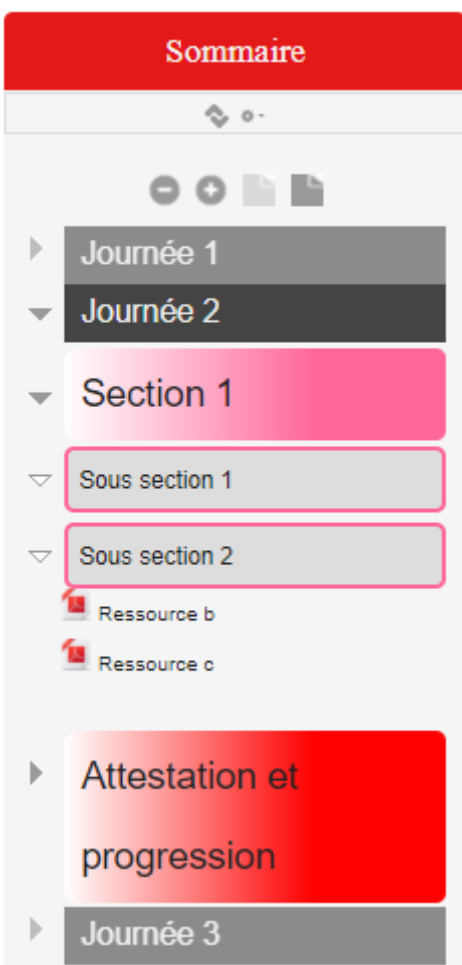 Sommaire
Journée 1
Journée 2
Section 1
Sous section 1
Sous section 2
Ressource b
Ressource c
Attestation et
progression
Journée 3